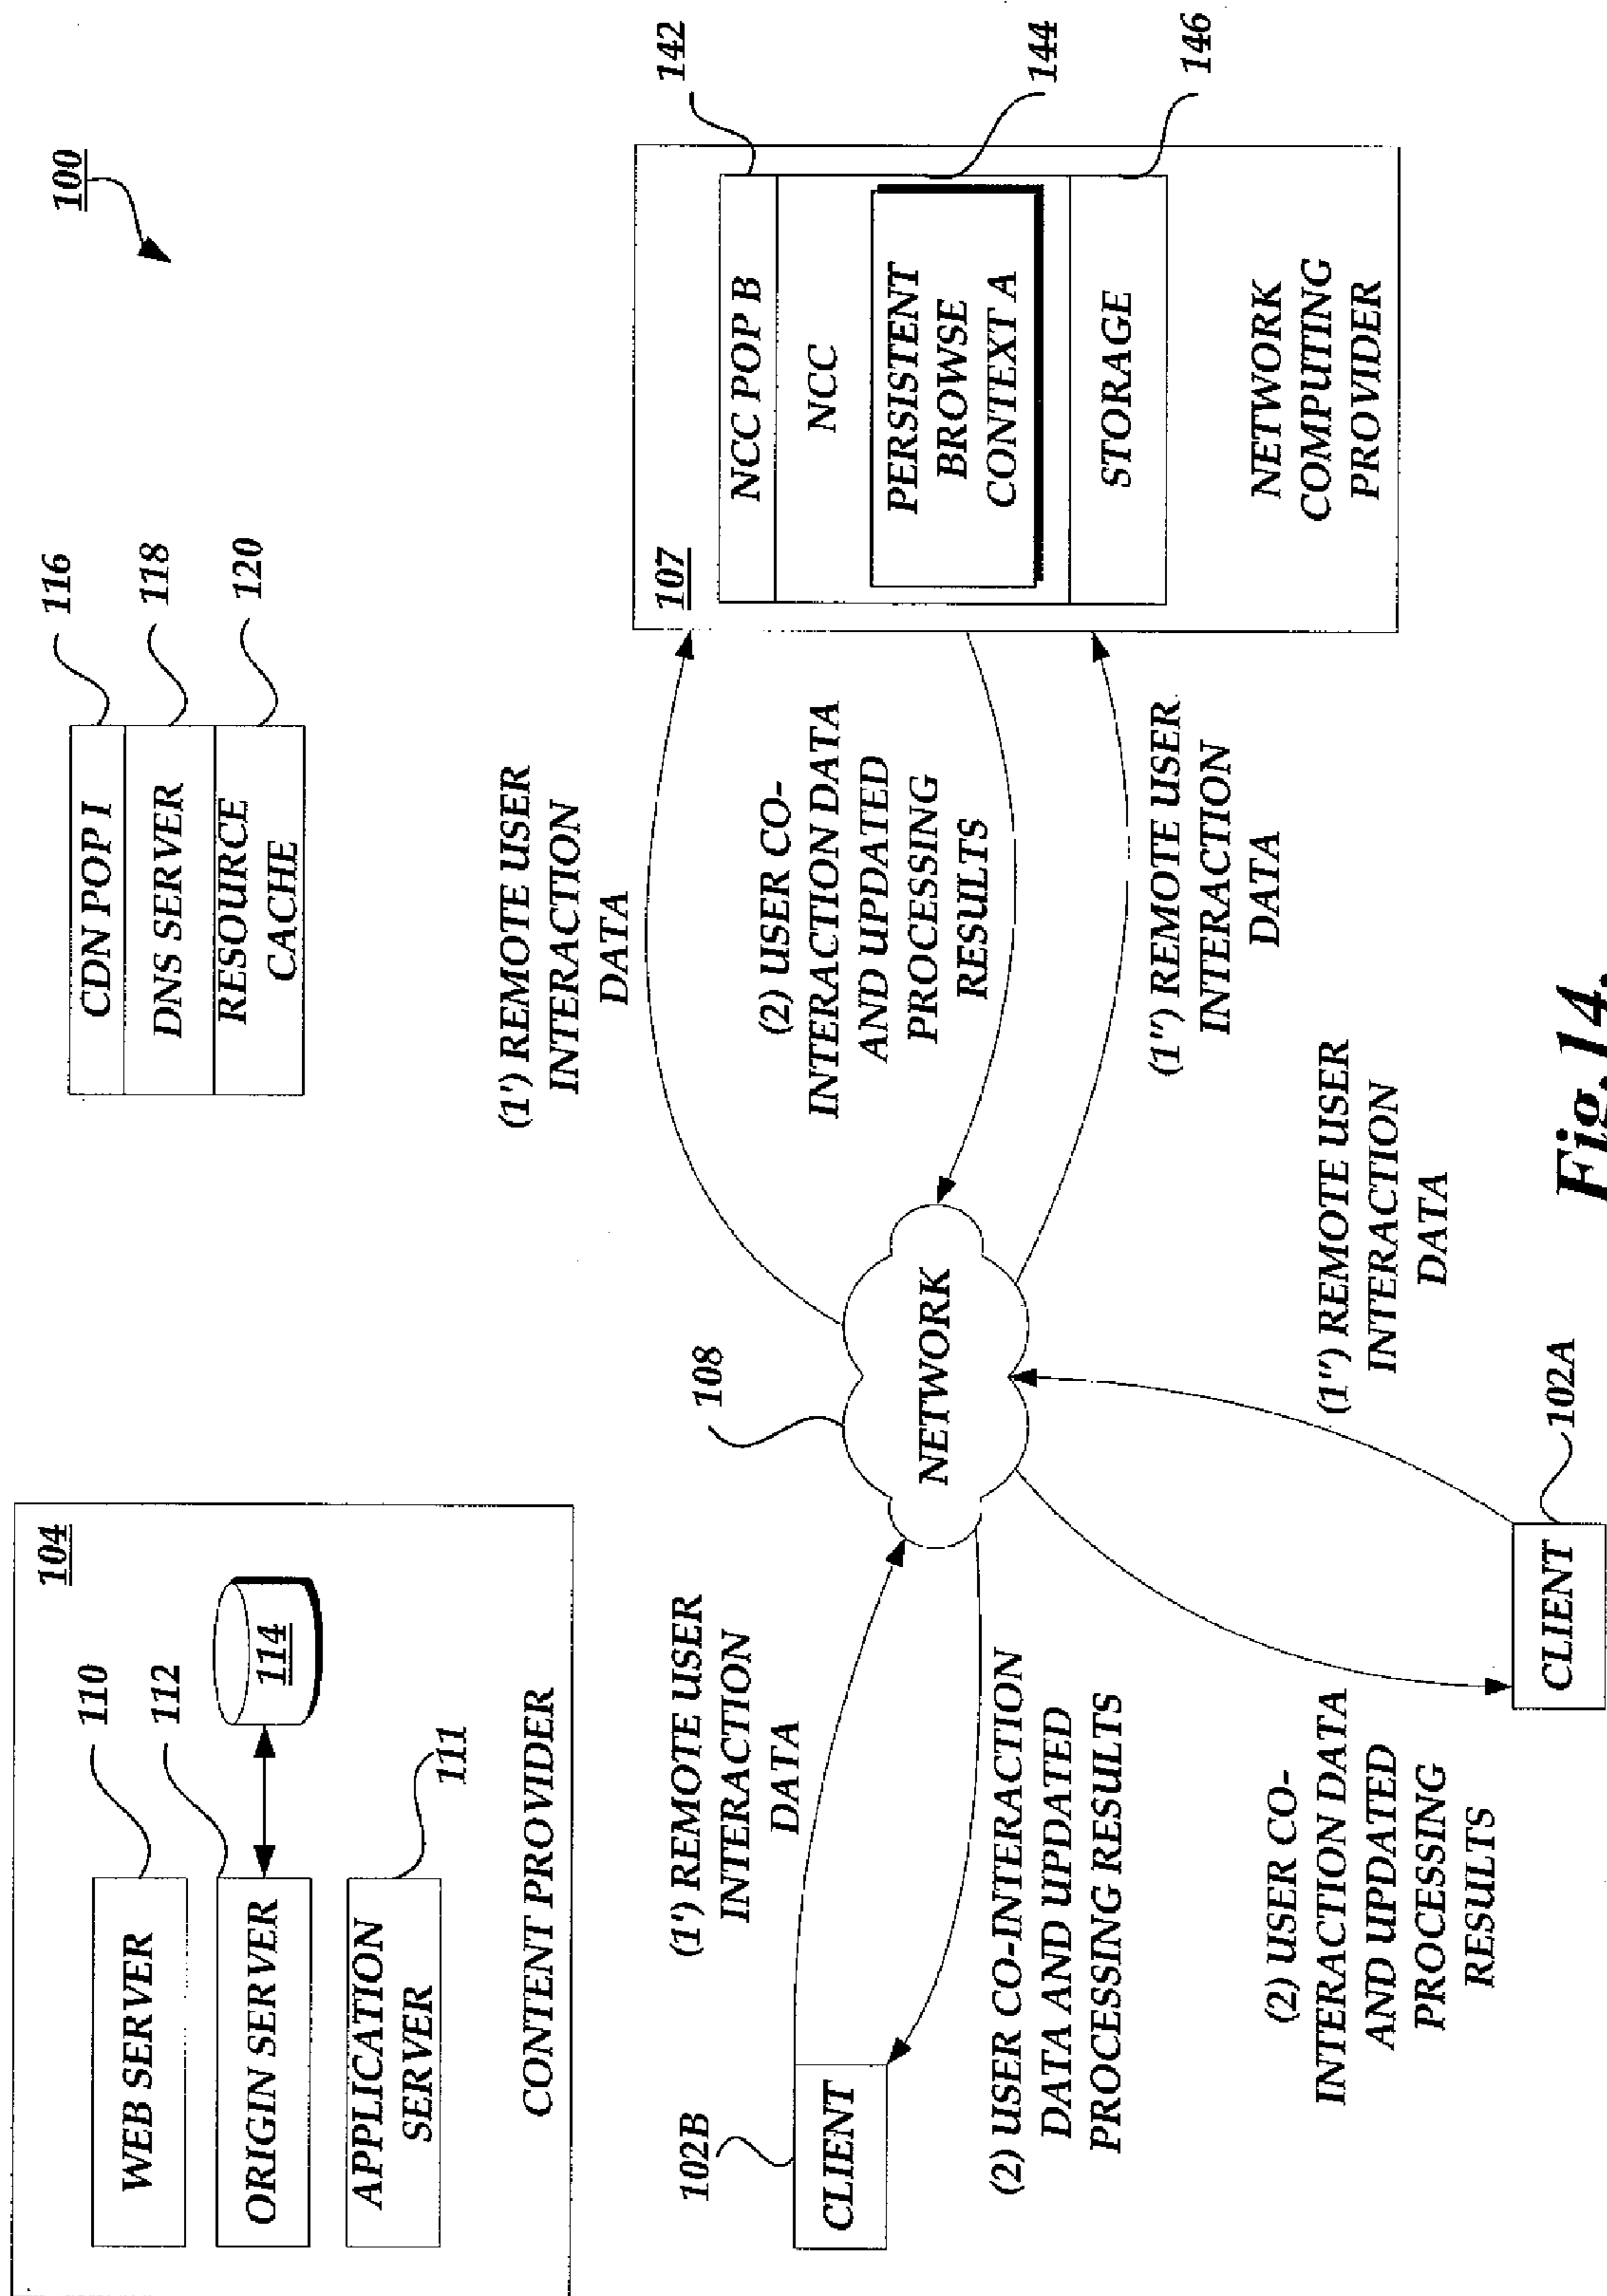 100
104
110
WEB SERVER
112
ORIGIN SERVER
114
APPLICATION
SERVER
111
CONTENT PROVIDER
116
CDN POP I
118
DNS SERVER
120
RESOURCE
CACHE
102B
CLIENT
(1') REMOTE USER
INTERACTION
DATA
(2) USER CO-INTERACTION
DATA AND UPDATED
PROCESSING RESULTS
108
NETWORK
(1') REMOTE USER
INTERACTION
DATA
(2) USER CO-
INTERACTION DATA
AND UPDATED
PROCESSING
RESULTS
(1") REMOTE USER
INTERACTION
DATA
107
142
NCC POP B
NCC
144
PERSISTENT
BROWSE
CONTEXT A
146
STORAGE
NETWORK
COMPUTING
PROVIDER
(2) USER CO-
INTERACTION DATA
AND UPDATED
PROCESSING
RESULTS
(1") REMOTE USER
INTERACTION
DATA
102A
CLIENT
Fig.14.